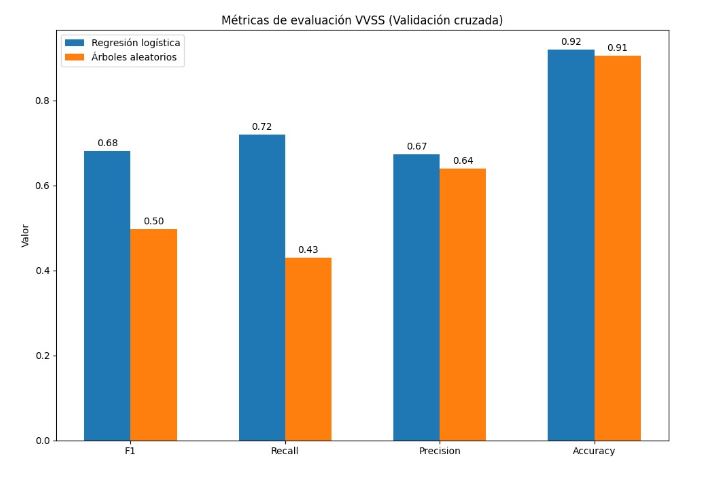 Métricas de evaluación VVSS (Validación cruzada)
Regresión logística
Árboles aleatorios
Valor
0.8
0.6
0.4
0.2
0.0
0.68
0.50
0.72
0.43
0.67
0.64
0.92
0.91
F1
Recall
Precision
Accuracy